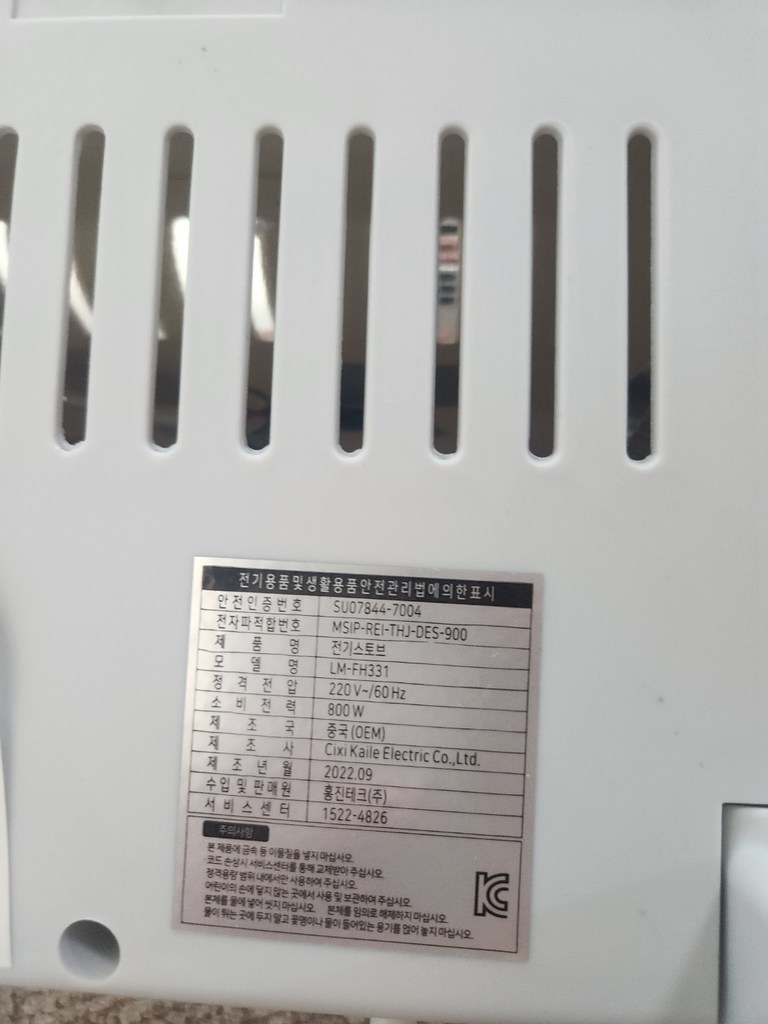 전기용품및생활용품안전관리법에의한표시
안전인증번호 SU07844-7004
전자파적합번호 MSIP-REI-THJ-DES-900
제품명 전기스토브
모델명 LM-FH331
정격전압 220V~/60Hz
소비전력 800W
제조국 중국(OEM)
제조사 Cixi Kaile Electric Co.,Ltd.
제조년월 2022.09
수입및판매원 홍진테크(주)
서비스센터 1522-4826
주의사항
본 제품에 금속 등 이물질을 넣지 마십시오.
코드 손상시 서비스센터를 통해 교체받아 주십시오.
정격용량 범위 내에서만 사용하여 주십시오.
어린이의 손에 닿지 않는 곳에서 사용 및 보관하여 주십시오.
본체를 물에 넣어 씻지 마십시오. 본체를 임의로 해체하지 마십시오.
물이 튀는 곳에 두지 말고 꽃병이나 물이 들어있는 용기를 얹어 놓지 마십시오.